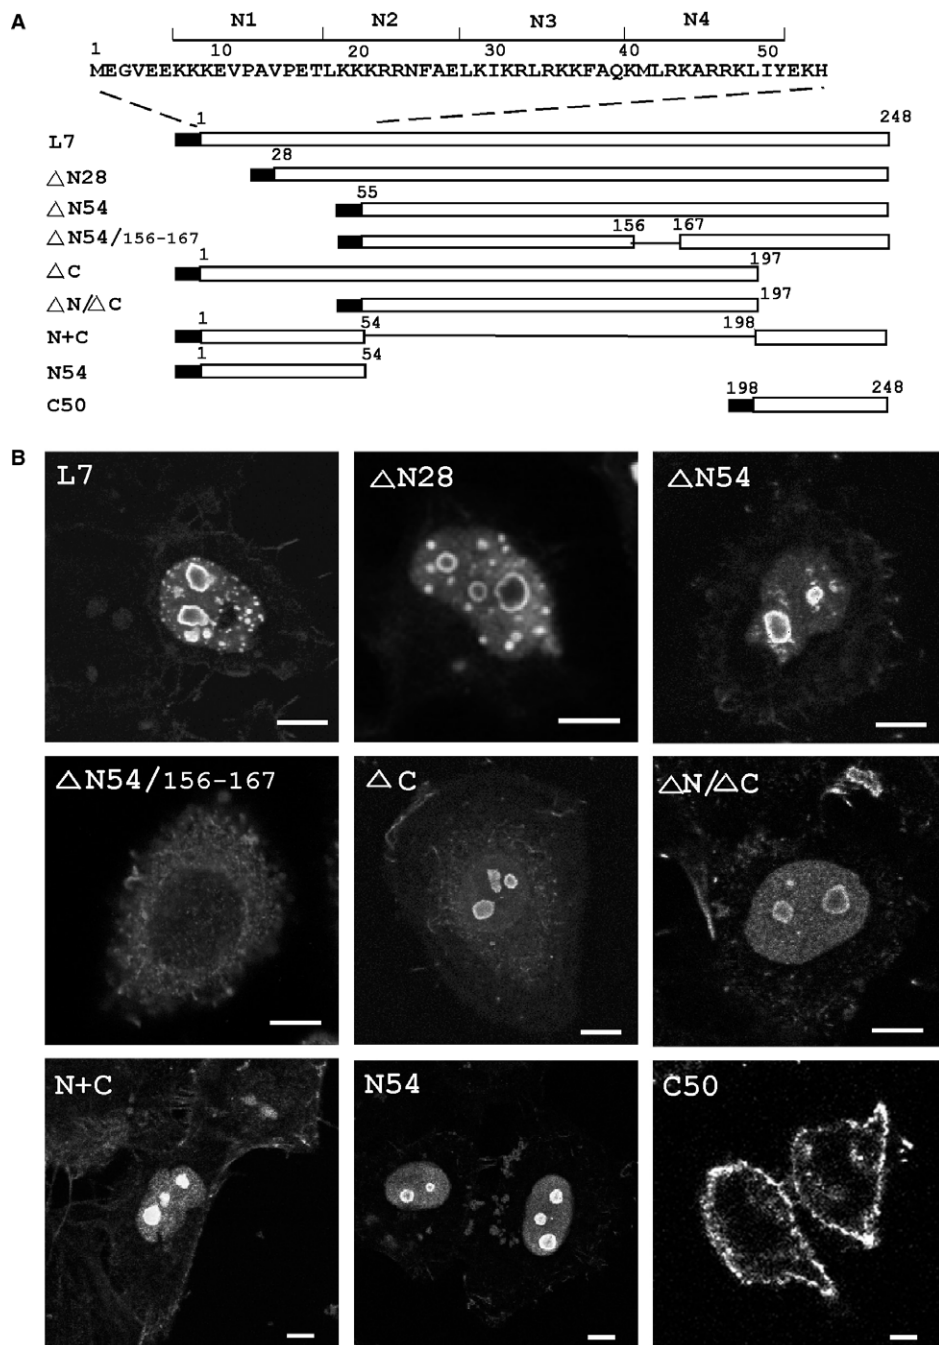 A
N1 N2 N3 N4
1 10 20 30 40 50
MEGVEEKKKEVPAVPETLKKKRRNFAELKIKRLRKKFAQKMLRKARRKLIYEKH
1 248
L7
28
△N28
55
△N54
156 167
△N54/156-167
1 197
△C
197
△N/△C
1 54 198
N+C
1 54
N54
198 248
C50
B
L7 △N28 △N54
△N54/156-167 △C △N/△C
N+C N54 C50